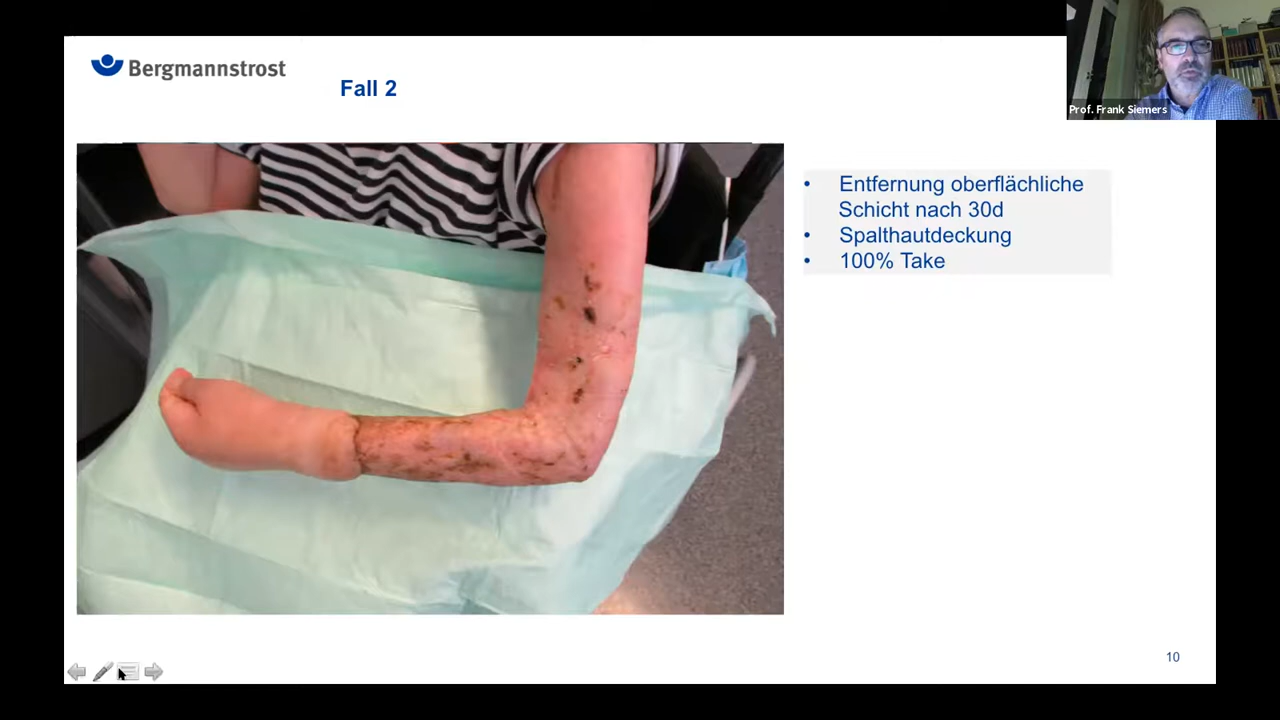 Bergmannstrost
Fall 2
Prof. Frank Siemers
• Entfernung oberflächliche
Schicht nach 30d
• Spalthautdeckung
• 100% Take
10